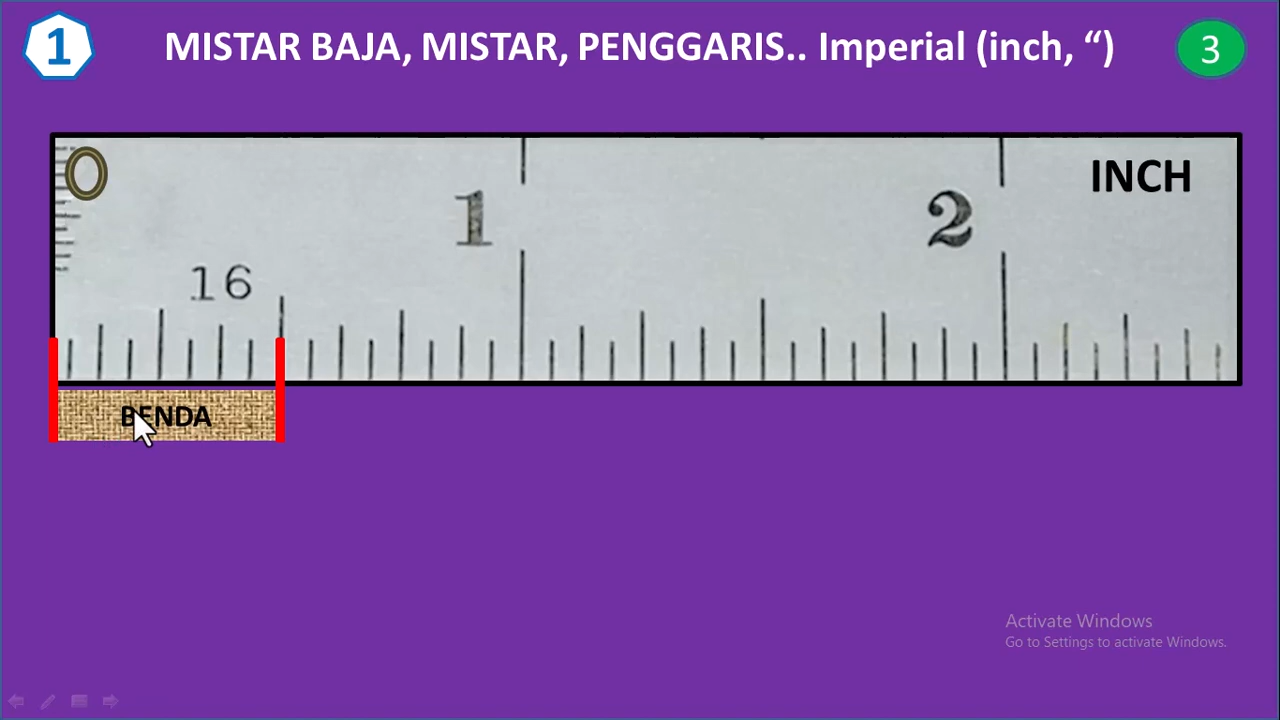 1
MISTAR BAJA, MISTAR, PENGGARIS.. Imperial (inch, “)
3
0
1
2
INCH
16
BENDA
Activate Windows
Go to Settings to activate Windows.